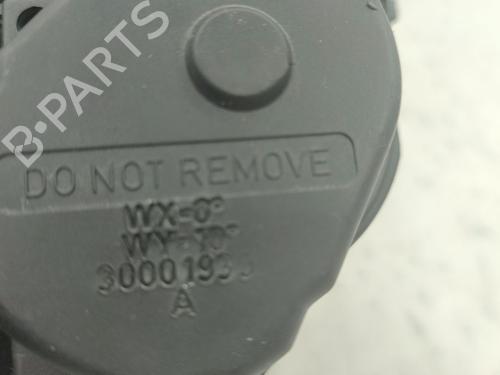 B-PARTS
DO NOT REMOVE
WX-0°
WY-10°
A